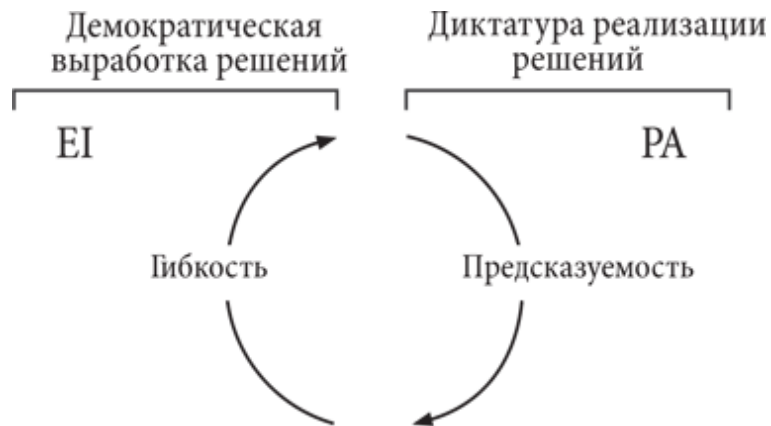 Демократическая
выработка решений
Диктатура реализации
решений
EI
PA
Гибкость
Предсказуемость